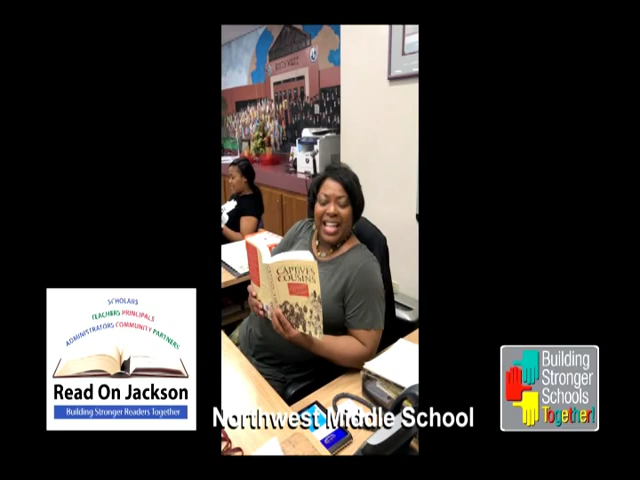 NORTHWEST
CAPTIVES
COUSINS
SCHOLARS
TEACHERS PRINCIPALS
ADMINISTRATORS COMMUNITY PARTNERS
Read On Jackson
Building Stronger Readers Together
Northwest Middle School
Building
Stronger
Schools
Together!